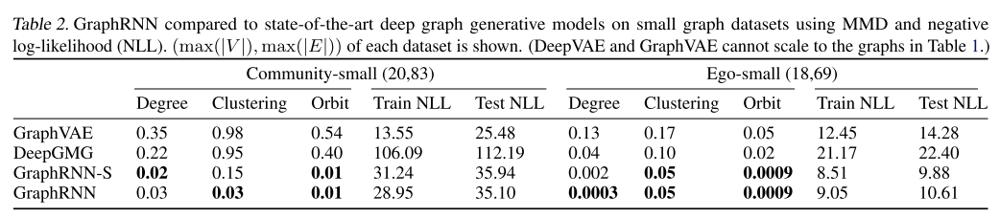 Table 2. GraphRNN compared to state-of-the-art deep graph generative models on small graph datasets using MMD and negative
log-likelihood (NLL). (max(|V|), max(|E|)) of each dataset is shown. (DeepVAE and GraphVAE cannot scale to the graphs in Table 1.)
Community-small (20,83) Ego-small (18,69)
Degree Clustering Orbit Train NLL Test NLL Degree Clustering Orbit Train NLL Test NLL
GraphVAE 0.35 0.98 0.54 13.55 25.48 0.13 0.17 0.05 12.45 14.28
DeepGMG 0.22 0.95 0.40 106.09 112.19 0.04 0.10 0.02 21.17 22.40
GraphRNN-S 0.02 0.15 0.01 31.24 35.94 0.002 0.05 0.0009 8.51 9.88
GraphRNN 0.03 0.03 0.01 28.95 35.10 0.0003 0.05 0.0009 9.05 10.61